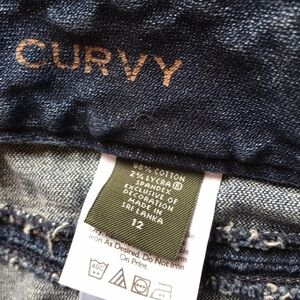 CURVY
98% COTTON
2% LYCRA®
SPANDEX
EXCLUSIVE OF
DECORATION
MADE IN
SRI LANKA
12
Iron As Desired. Do Not Iron
On Print.
40C